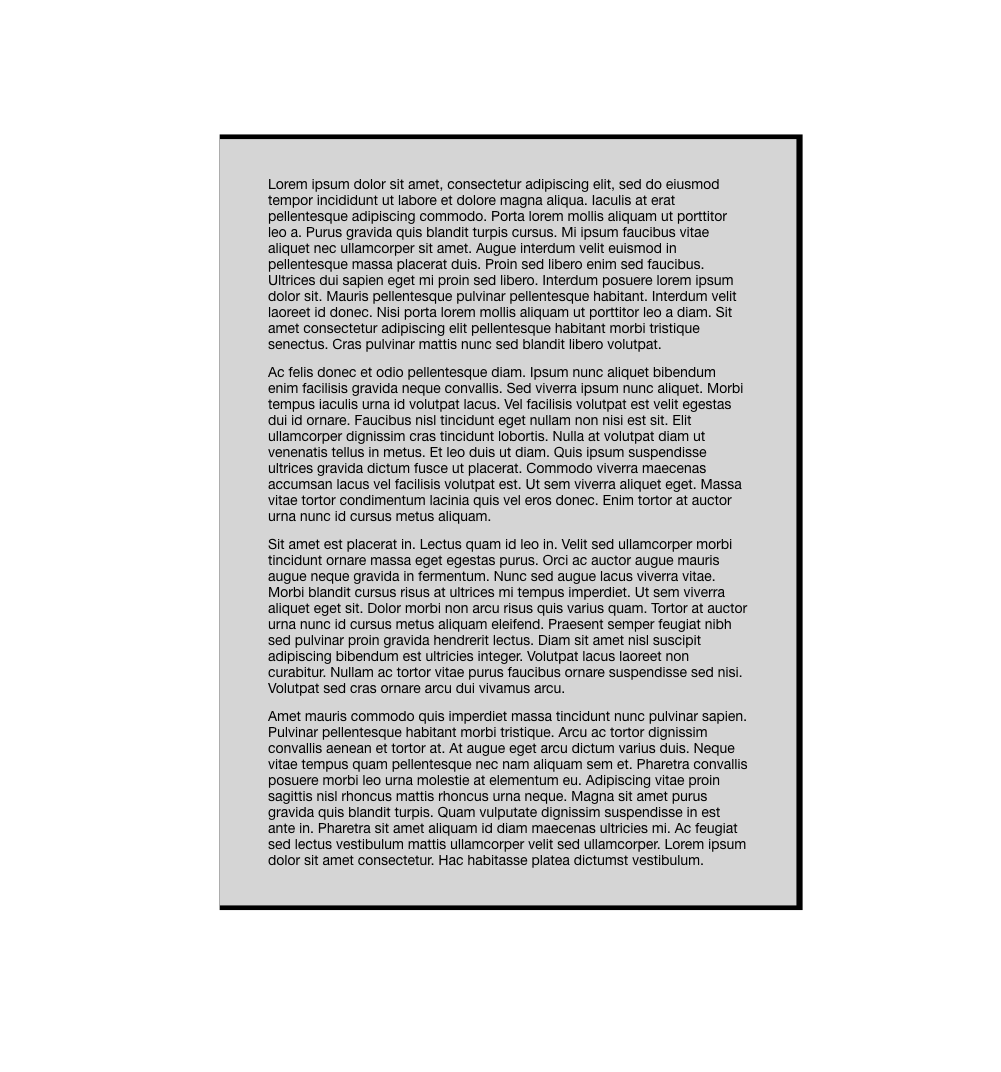 Lorem ipsum dolor sit amet, consectetur adipiscing elit, sed do eiusmod
tempor incididunt ut labore et dolore magna aliqua. Iaculis at erat
pellentesque adipiscing commodo. Porta lorem mollis aliquam ut porttitor
leo a. Purus gravida quis blandit turpis cursus. Mi ipsum faucibus vitae
aliquet nec ullamcorper sit amet. Augue interdum velit euismod in
pellentesque massa placerat duis. Proin sed libero enim sed faucibus.
Ultrices dui sapien eget mi proin sed libero. Interdum posuere lorem ipsum
dolor sit. Mauris pellentesque pulvinar pellentesque habitant. Interdum velit
laoreet id donec. Nisi porta lorem mollis aliquam ut porttitor leo a diam. Sit
amet consectetur adipiscing elit pellentesque habitant morbi tristique
senectus. Cras pulvinar mattis nunc sed blandit libero volutpat.
Ac felis donec et odio pellentesque diam. Ipsum nunc aliquet bibendum
enim facilisis gravida neque convallis. Sed viverra ipsum nunc aliquet. Morbi
tempus iaculis urna id volutpat lacus. Vel facilisis volutpat est velit egestas
dui id ornare. Faucibus nisl tincidunt eget nullam non nisi est sit. Elit
ullamcorper dignissim cras tincidunt lobortis. Nulla at volutpat diam ut
venenatis tellus in metus. Et leo duis ut diam. Quis ipsum suspendisse
ultrices gravida dictum fusce ut placerat. Commodo viverra maecenas
accumsan lacus vel facilisis volutpat est. Ut sem viverra aliquet eget. Massa
vitae tortor condimentum lacinia quis vel eros donec. Enim tortor at auctor
urna nunc id cursus metus aliquam.
Sit amet est placerat in. Lectus quam id leo in. Velit sed ullamcorper morbi
tincidunt ornare massa eget egestas purus. Orci ac auctor augue mauris
augue neque gravida in fermentum. Nunc sed augue lacus viverra vitae.
Morbi blandit cursus risus at ultrices mi tempus imperdiet. Ut sem viverra
aliquet eget sit. Dolor morbi non arcu risus quis varius quam. Tortor at auctor
urna nunc id cursus metus aliquam eleifend. Praesent semper feugiat nibh
sed pulvinar proin gravida hendrerit lectus. Diam sit amet nisl suscipit
adipiscing bibendum est ultricies integer. Volutpat lacus laoreet non
curabitur. Nullam ac tortor vitae purus faucibus ornare suspendisse sed nisi.
Volutpat sed cras ornare arcu dui vivamus arcu.
Amet mauris commodo quis imperdiet massa tincidunt nunc pulvinar sapien.
Pulvinar pellentesque habitant morbi tristique. Arcu ac tortor dignissim
convallis aenean et tortor at. At augue eget arcu dictum varius duis. Neque
vitae tempus quam pellentesque nec nam aliquam sem et. Pharetra convallis
posuere morbi leo urna molestie at elementum eu. Adipiscing vitae proin
sagittis nisl rhoncus mattis rhoncus urna neque. Magna sit amet purus
gravida quis blandit turpis. Quam vulputate dignissim suspendisse in est
ante in. Pharetra sit amet aliquam id diam maecenas ultricies mi. Ac feugiat
sed lectus vestibulum mattis ullamcorper velit sed ullamcorper. Lorem ipsum
dolor sit amet consectetur. Hac habitasse platea dictumst vestibulum.